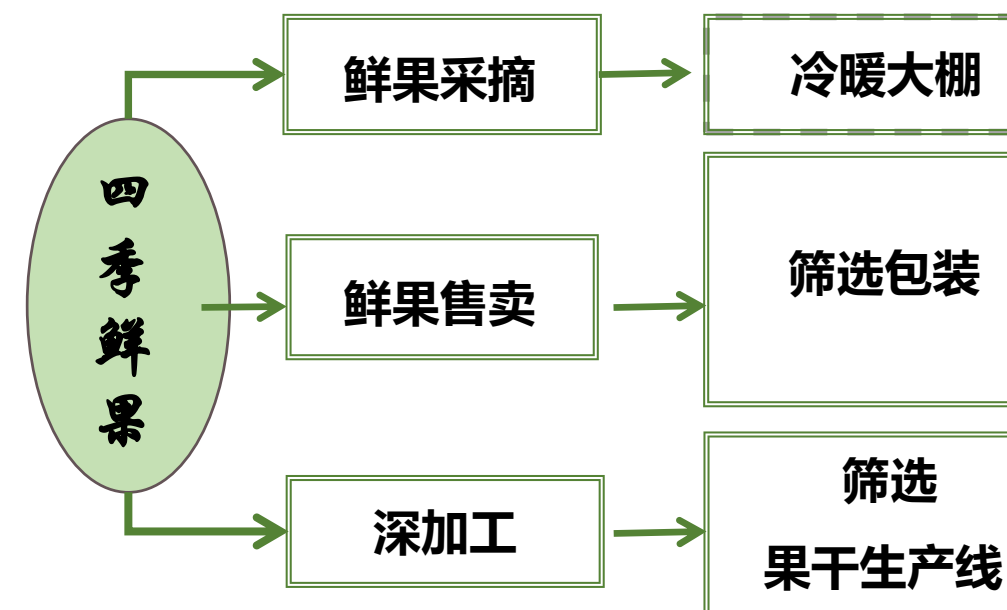 四季鲜果
鲜果采摘
冷暖大棚
鲜果售卖
筛选包装
深加工
筛选
果干生产线